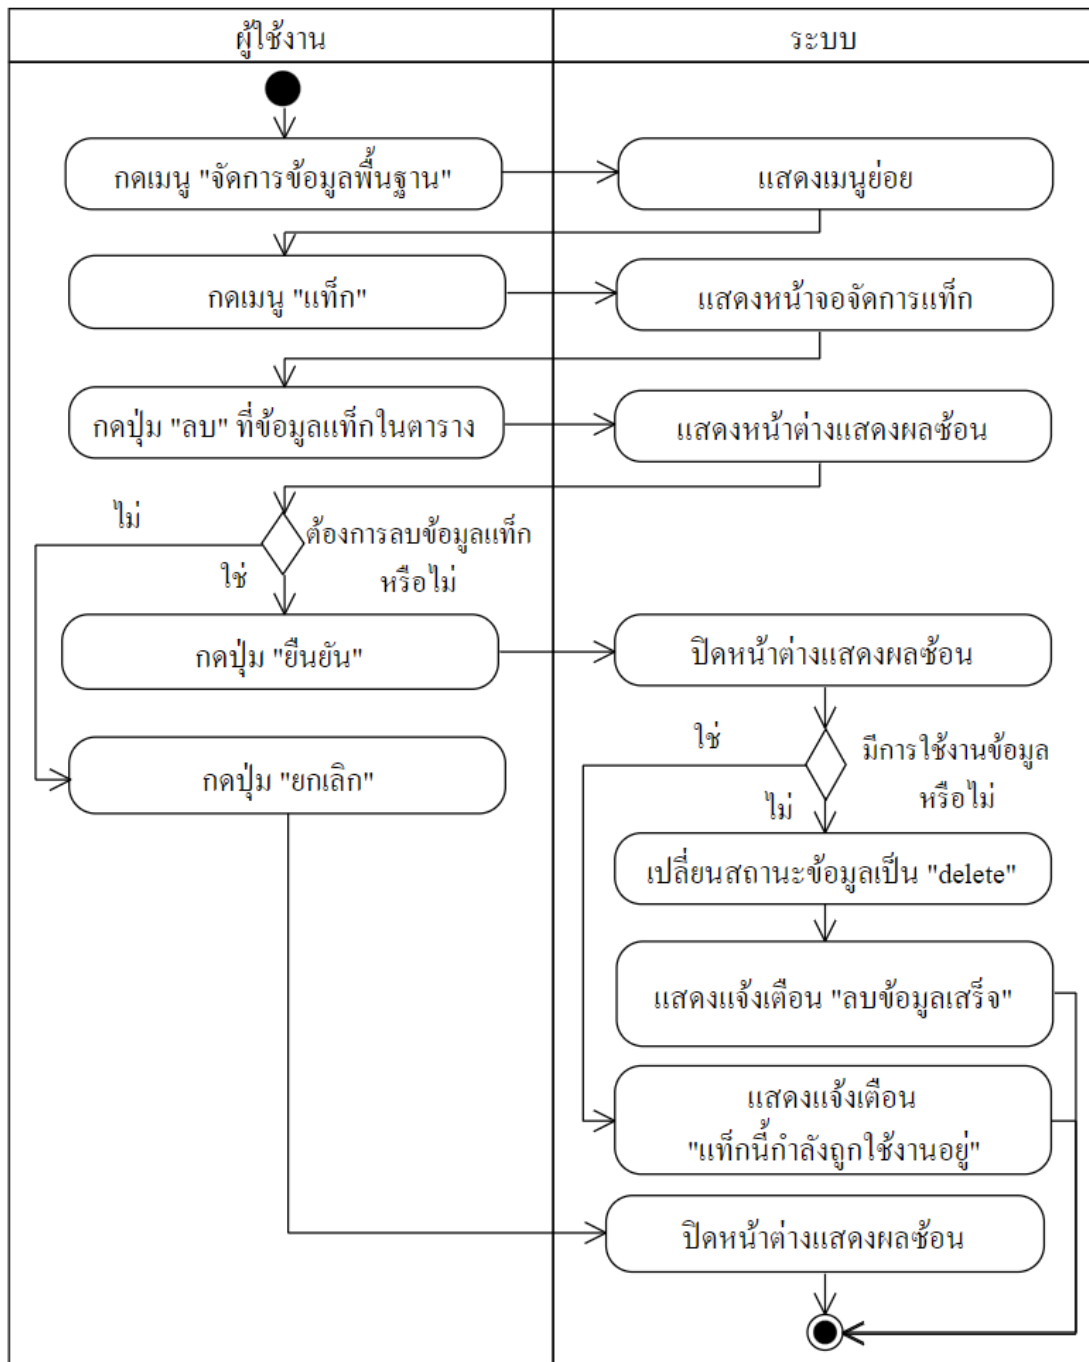 ผู้ใช้งาน
ระบบ
กดเมนู "จัดการข้อมูลพื้นฐาน"
แสดงเมนูย่อย
กดเมนู "แท็ก"
แสดงหน้าจอจัดการแท็ก
กดปุ่ม "ลบ" ที่ข้อมูลแท็กในตาราง
แสดงหน้าต่างแสดงผลซ้อน
ไม่
ต้องการลบข้อมูลแท็ก
หรือไม่
ใช่
กดปุ่ม "ยืนยัน"
ปิดหน้าต่างแสดงผลซ้อน
ใช่
มีการใช้งานข้อมูล
หรือไม่
ไม่
กดปุ่ม "ยกเลิก"
เปลี่ยนสถานะข้อมูลเป็น "delete"
แสดงแจ้งเตือน "ลบข้อมูลเสร็จ"
แสดงแจ้งเตือน
"แท็กนี้กำลังถูกใช้งานอยู่"
ปิดหน้าต่างแสดงผลซ้อน